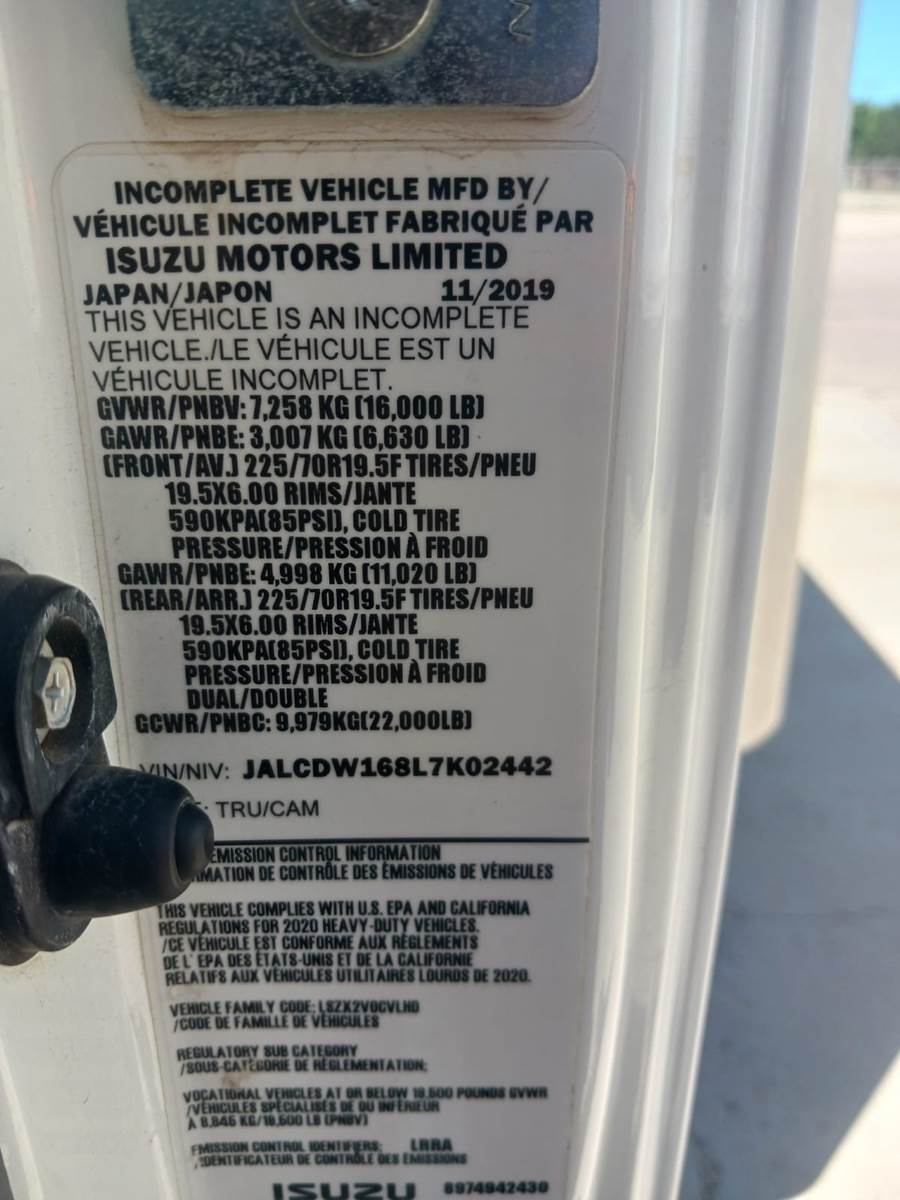 INCOMPLETE VEHICLE MFD BY/
VÉHICULE INCOMPLET FABRIQUÉ PAR
ISUZU MOTORS LIMITED
JAPAN/JAPON 11/2019
THIS VEHICLE IS AN INCOMPLETE
VEHICLE./LE VÉHICULE EST UN
VÉHICULE INCOMPLET.
GVWR/PNBV: 7,258 KG (16,000 LB)
GAWR/PNBE: 3,007 KG (6,630 LB)
(FRONT/AV.) 225/70R19.5F TIRES/PNEU
19.5X6.00 RIMS/JANTE
590KPA(85PSI), COLD TIRE
PRESSURE/PRESSION À FROID
GAWR/PNBE: 4,998 KG (11,020 LB)
(REAR/ARR.) 225/70R19.5F TIRES/PNEU
19.5X6.00 RIMS/JANTE
590KPA(85PSI), COLD TIRE
PRESSURE/PRESSION À FROID
DUAL/DOUBLE
GCWR/PNBC: 9,979KG(22,000LB)
VIN/NIV: JALCDW168L7K02442
: TRU/CAM
EMISSION CONTROL INFORMATION
MATION DE CONTRÔLE DES ÉMISSIONS DE VÉHICULES
THIS VEHICLE COMPLIES WITH U.S. EPA AND CALIFORNIA
REGULATIONS FOR 2020 HEAVY-DUTY VEHICLES.
/CE VÉHICULE EST CONFORME AUX RÈGLEMENTS
DE L' EPA DES ÉTATS-UNIS ET DE LA CALIFORNIE
RELATIFS AUX VÉHICULES UTILITAIRES LOURDS DE 2020.
VEHICLE FAMILY CODE: LSZX2VOCVLHD
/CODE DE FAMILLE DE VÉHICULES
REGULATORY SUB CATEGORY
/SOUS-CATÉGORIE DE RÉGLEMENTATION:
VOCATIONAL VEHICLES AT OR BELOW 19,500 POUNDS GVWR
/VÉHICULES SPÉCIALISÉS DE OU INFÉRIEUR
À 8,845 KG/19,500 LB (PNBV)
EMISSION CONTROL IDENTIFIERS: LRRA
/IDENTIFICATEUR DE CONTRÔLE DES ÉMISSIONS
ISUZU 8974942430